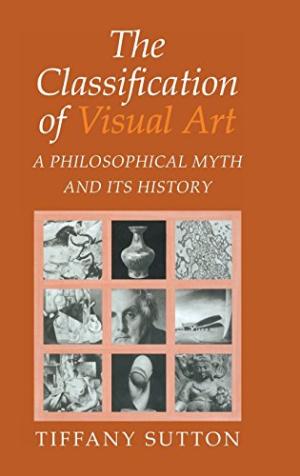 The
Classification
of Visual Art
A PHILOSOPHICAL MYTH
AND ITS HISTORY
TIFFANY SUTTON